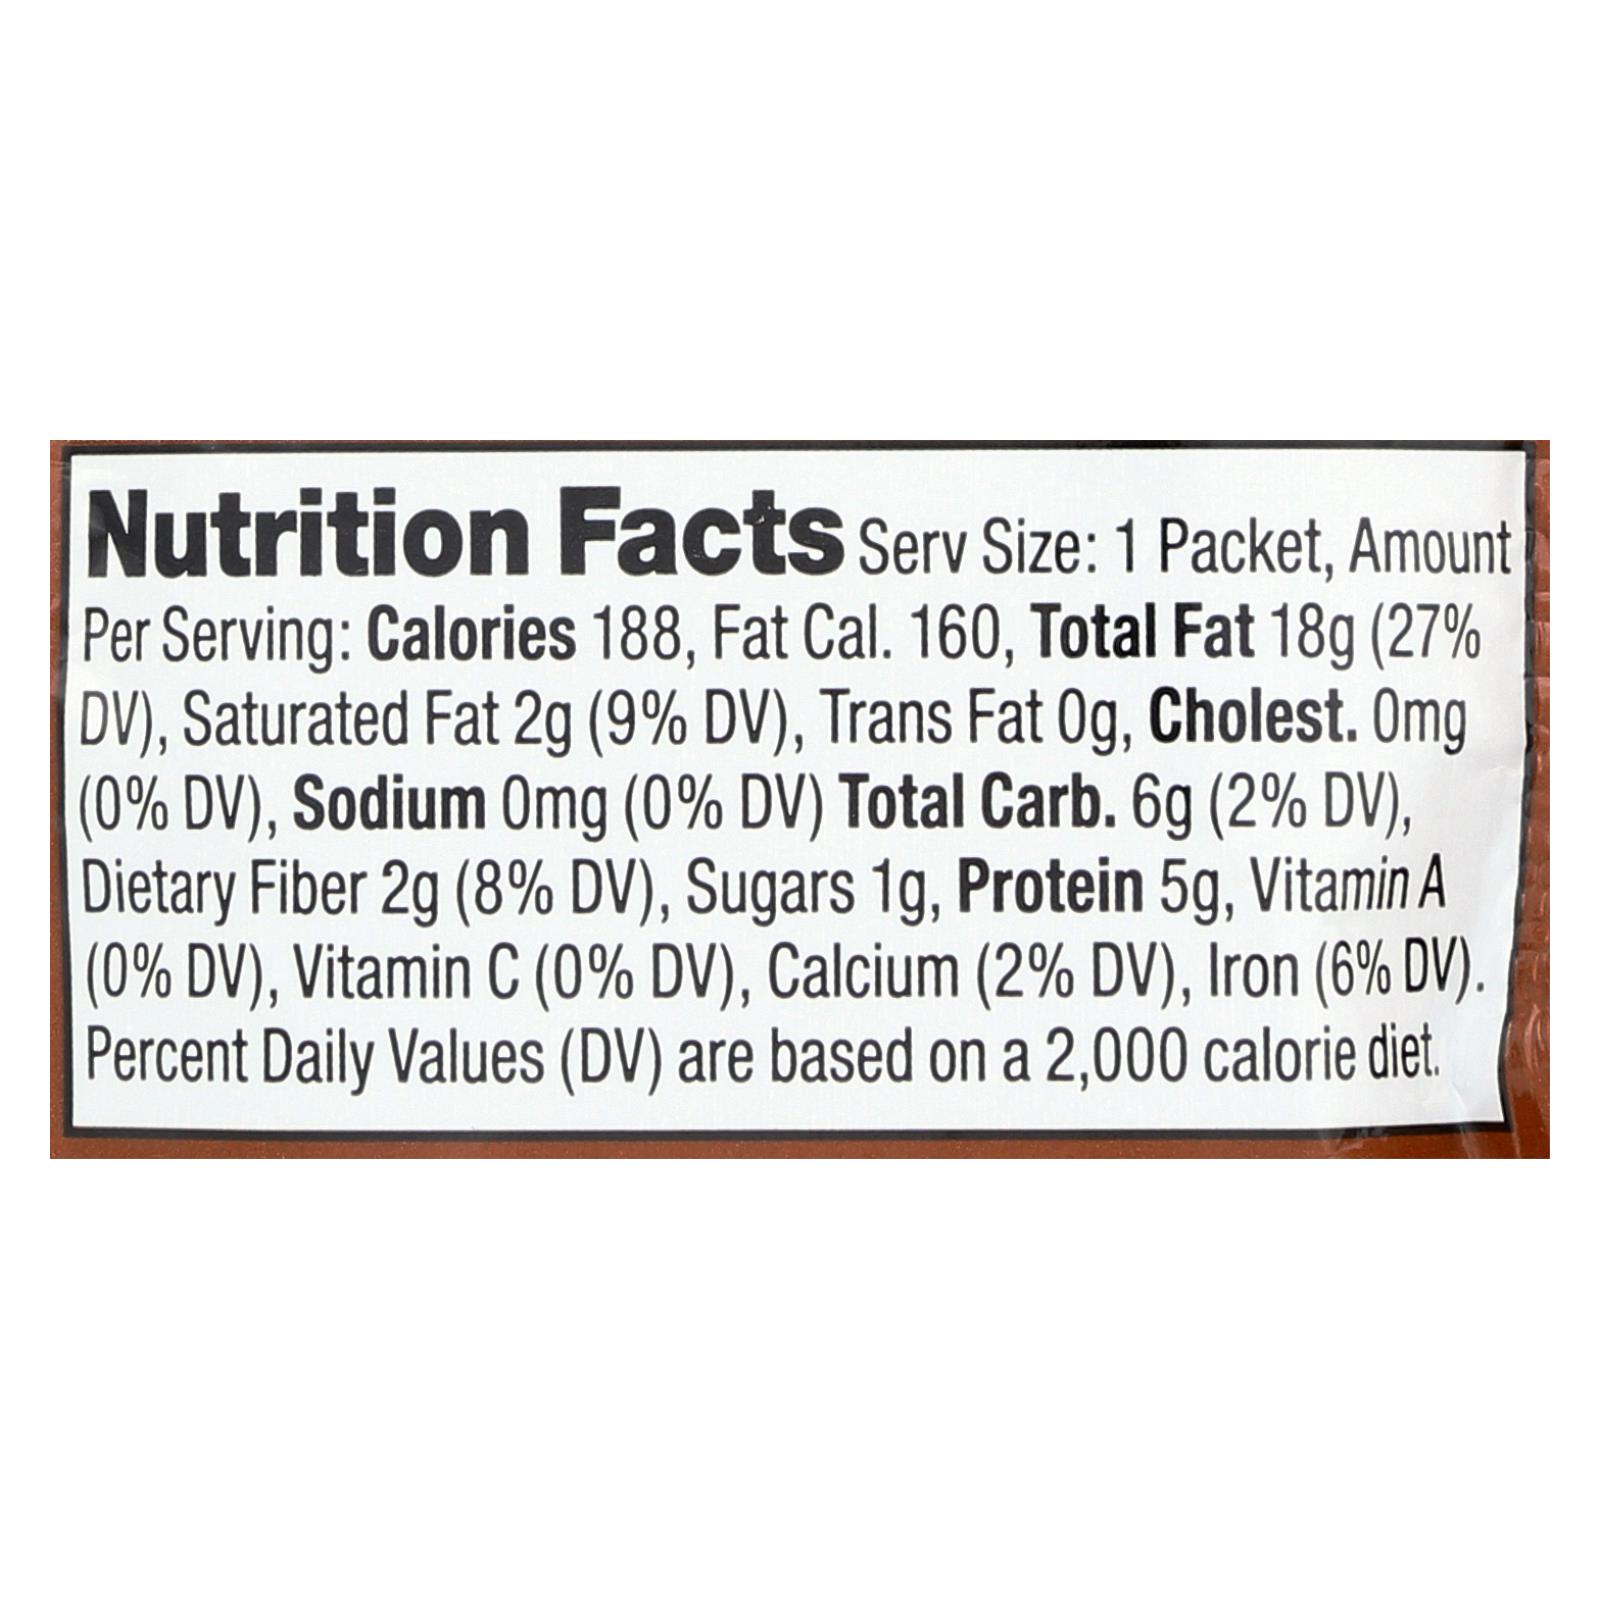 Nutrition Facts Serv Size: 1 Packet, Amount
Per Serving: Calories 188, Fat Cal. 160, Total Fat 18g (27%
DV), Saturated Fat 2g (9% DV), Trans Fat 0g, Cholest. 0mg
(0% DV), Sodium 0mg (0% DV) Total Carb. 6g (2% DV),
Dietary Fiber 2g (8% DV), Sugars 1g, Protein 5g, Vitamin A
(0% DV), Vitamin C (0% DV), Calcium (2% DV), Iron (6% DV).
Percent Daily Values (DV) are based on a 2,000 calorie diet.